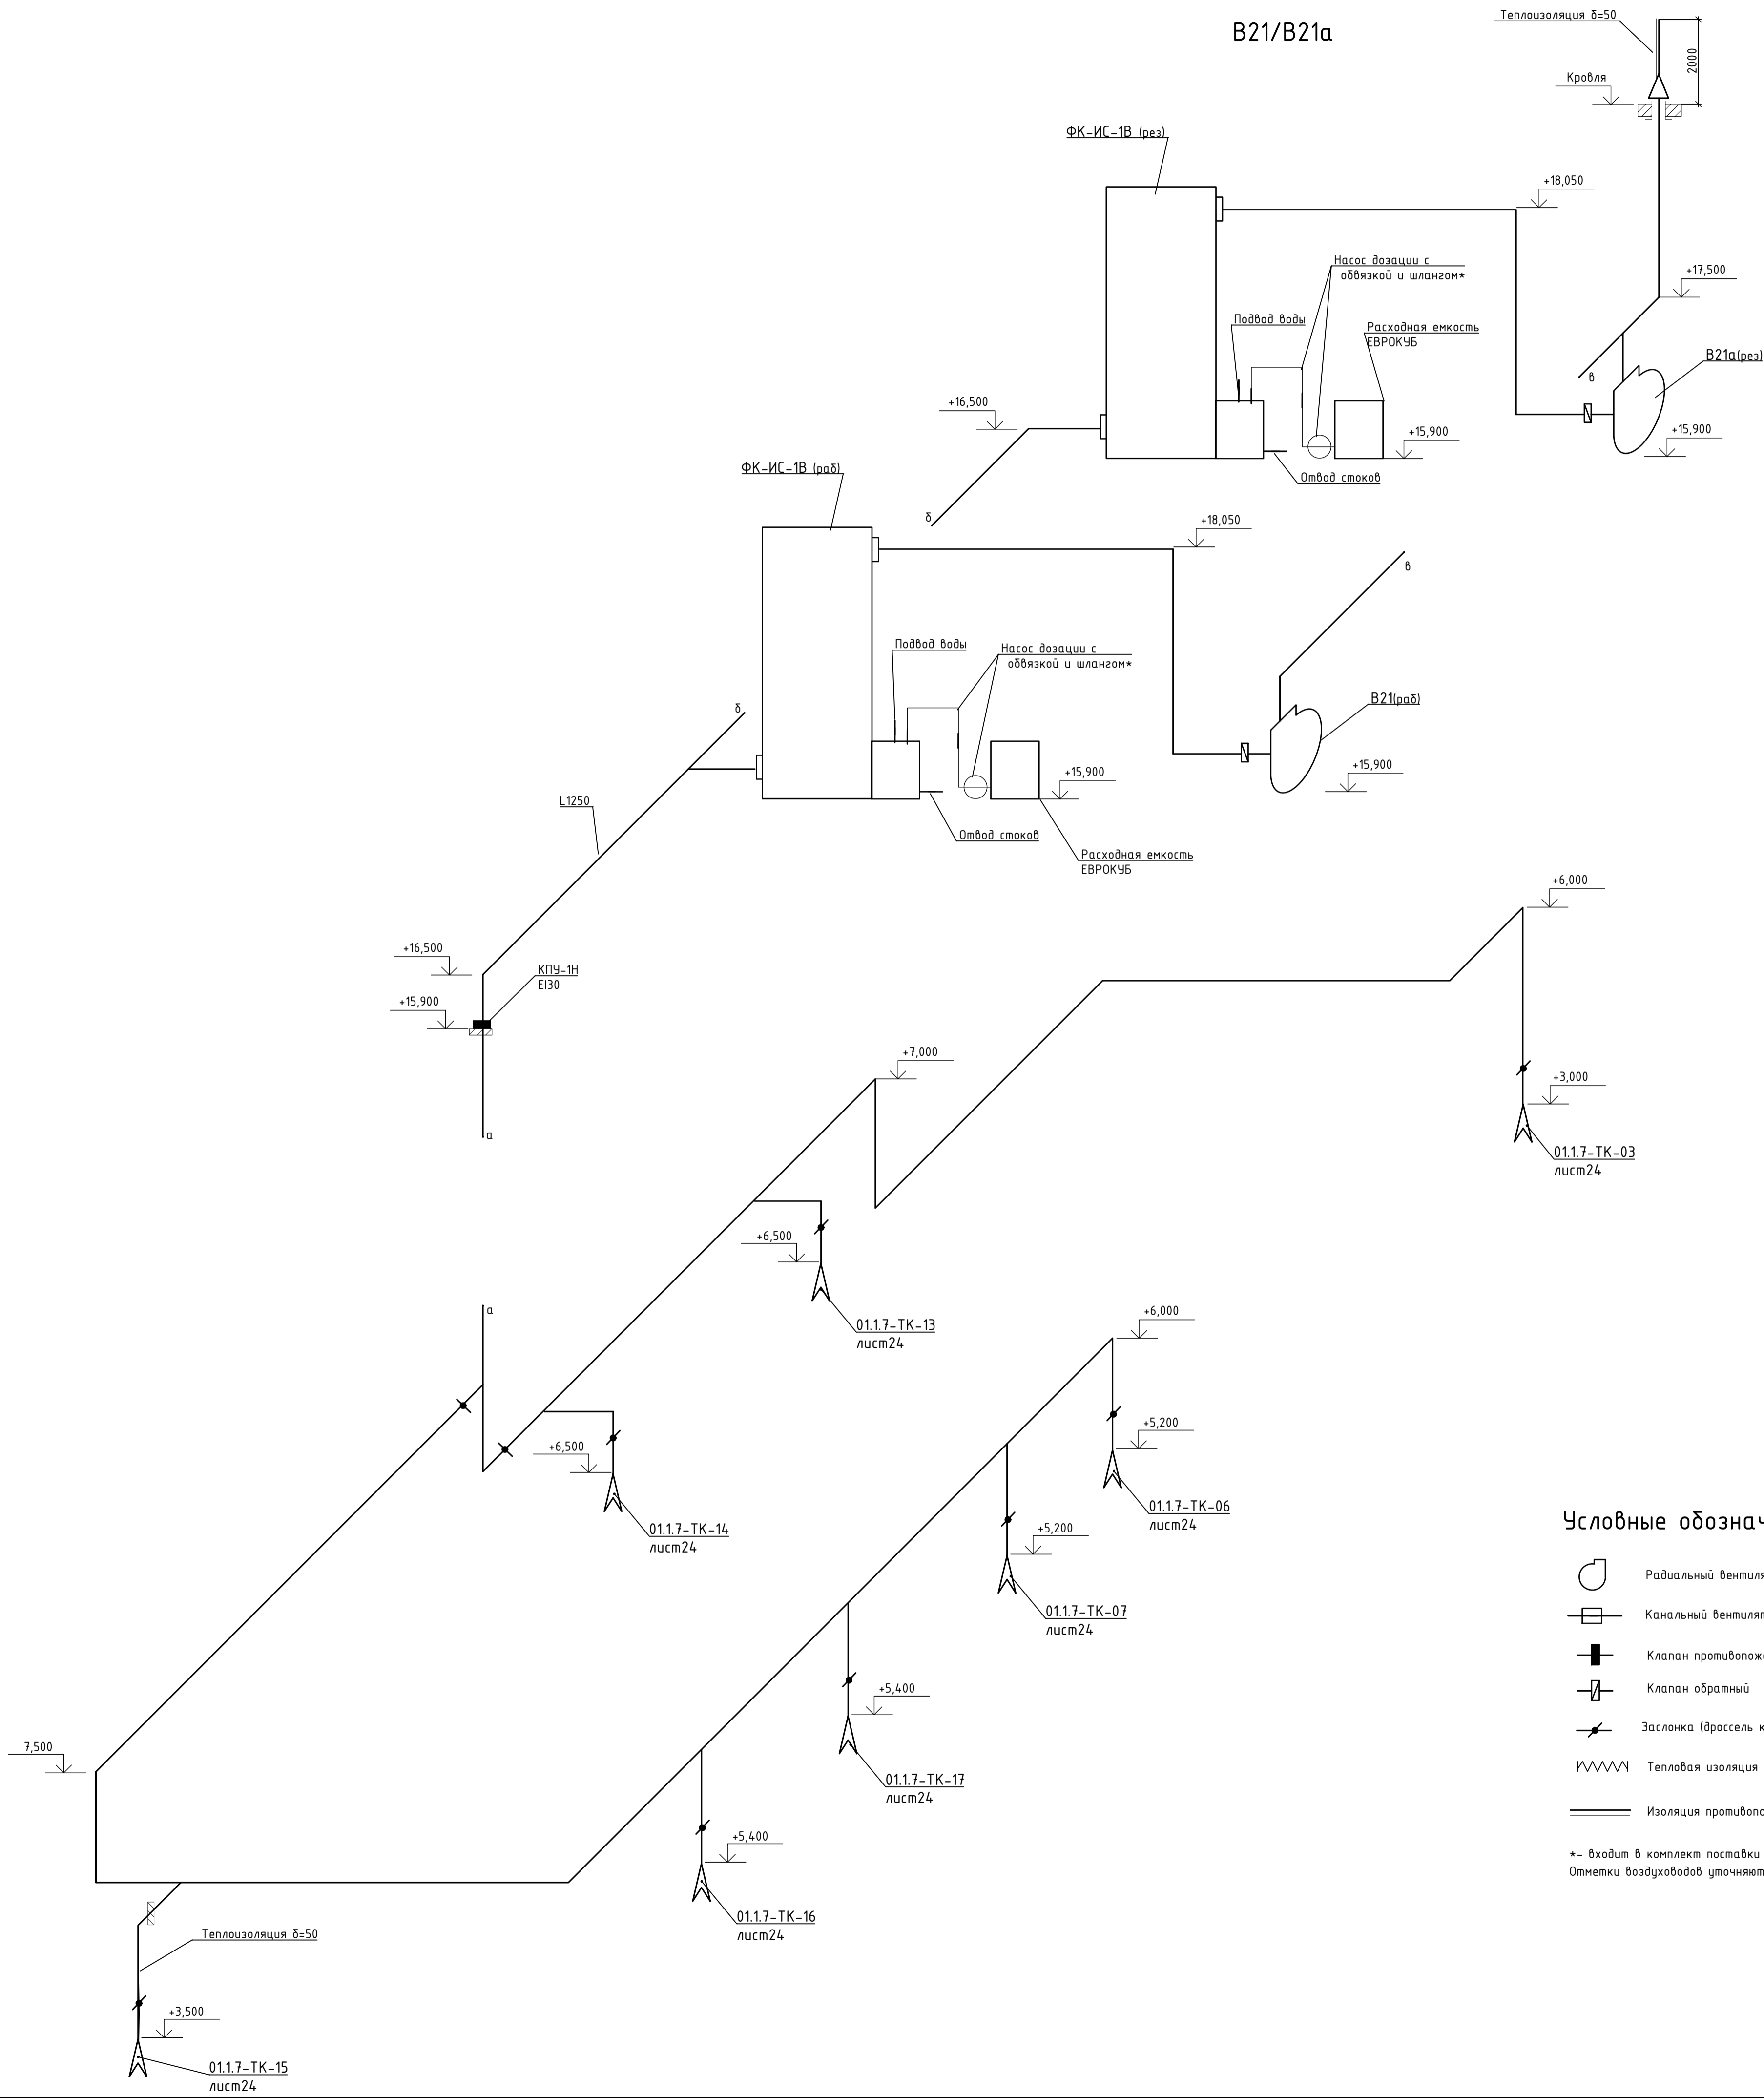 В21/В21а
Теплоизоляция δ=50
2000
Кровля
ФК-ИС-1В (рез)
+18,050
Насос дозации с
обвязкой и шлангом*
+17,500
Подвод воды
Расходная емкость
ЕВРОКУБ
В21а(рез)
в
+16,500
+15,900
+15,900
Отвод стоков
ФК-ИС-1В (раб)
б
+18,050
в
Подвод воды
Насос дозации с
обвязкой и шлангом*
В21(раб)
б
+15,900
+15,900
L1250
Отвод стоков
Расходная емкость
ЕВРОКУБ
+6,000
+16,500
КПУ-1Н
EI30
+15,900
+7,000
+3,000
а
01.1.7-ТК-03
лист24
+6,500
а
+6,000
01.1.7-ТК-13
лист24
+5,200
+6,500
01.1.7-ТК-06
лист24
01.1.7-ТК-14
лист24
+5,200
Условные обознач
Радиальный вентиля
01.1.7-ТК-07
лист24
Канальный вентилят
Клапан противопож
Клапан обратный
+5,400
Заслонка (дроссель к
7,500
Тепловая изоляция
01.1.7-ТК-17
лист24
Изоляция противопо
+5,400
*- входит в комплект поставки
Отметки воздуховодов уточняют
01.1.7-ТК-16
лист24
Теплоизоляция δ=50
+3,500
01.1.7-ТК-15
лист24